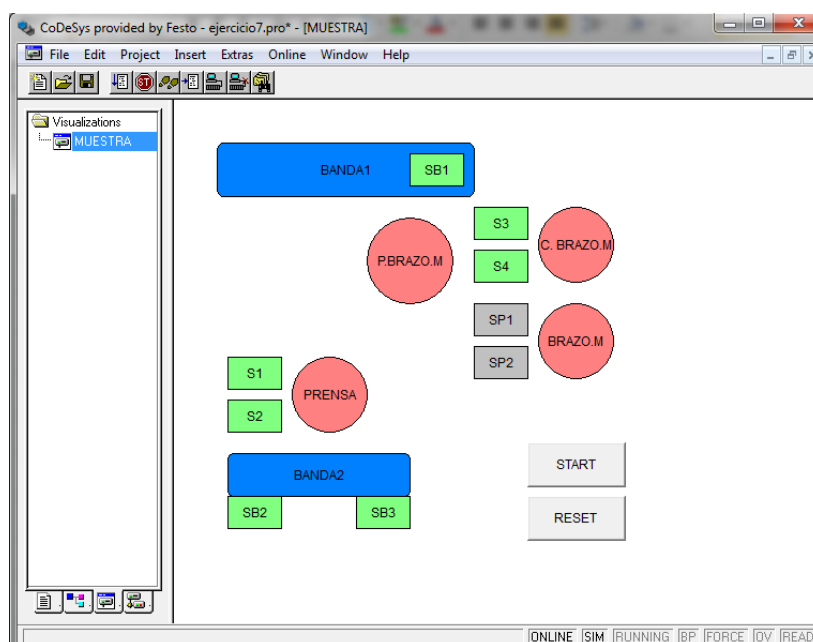 CoDeSys provided by Festo - ejercicio7.pro* - [MUESTRA]
File Edit Project Insert Extras Online Window Help
Visualizations
MUESTRA
BANDA1
SB1
S3
C. BRAZO.M
P.BRAZO.M
S4
SP1
BRAZO.M
SP2
S1
PRENSA
S2
START
BANDA2
SB2
SB3
RESET
ONLINE SIM RUNNING BP FORCE OV READ